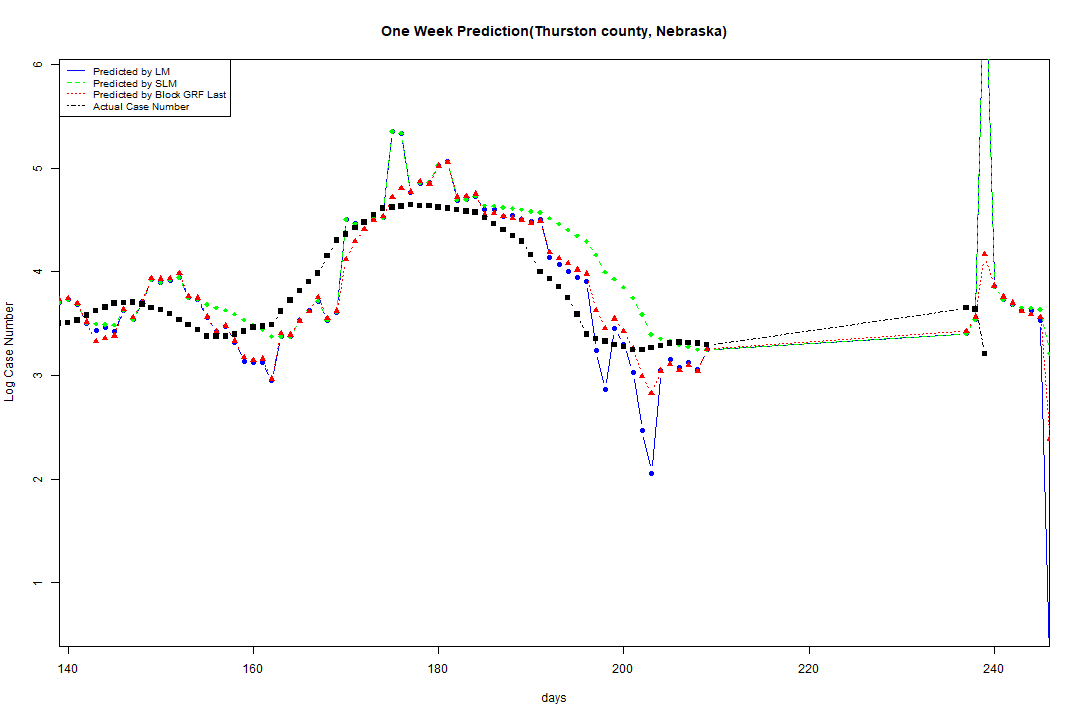 One Week Prediction(Thurston county, Nebraska)
Predicted by LM
Predicted by SLM
Predicted by Block GRF Last
Actual Case Number
6
5
4
3
2
1
Log Case Number
140 160 180 200 220 240
days